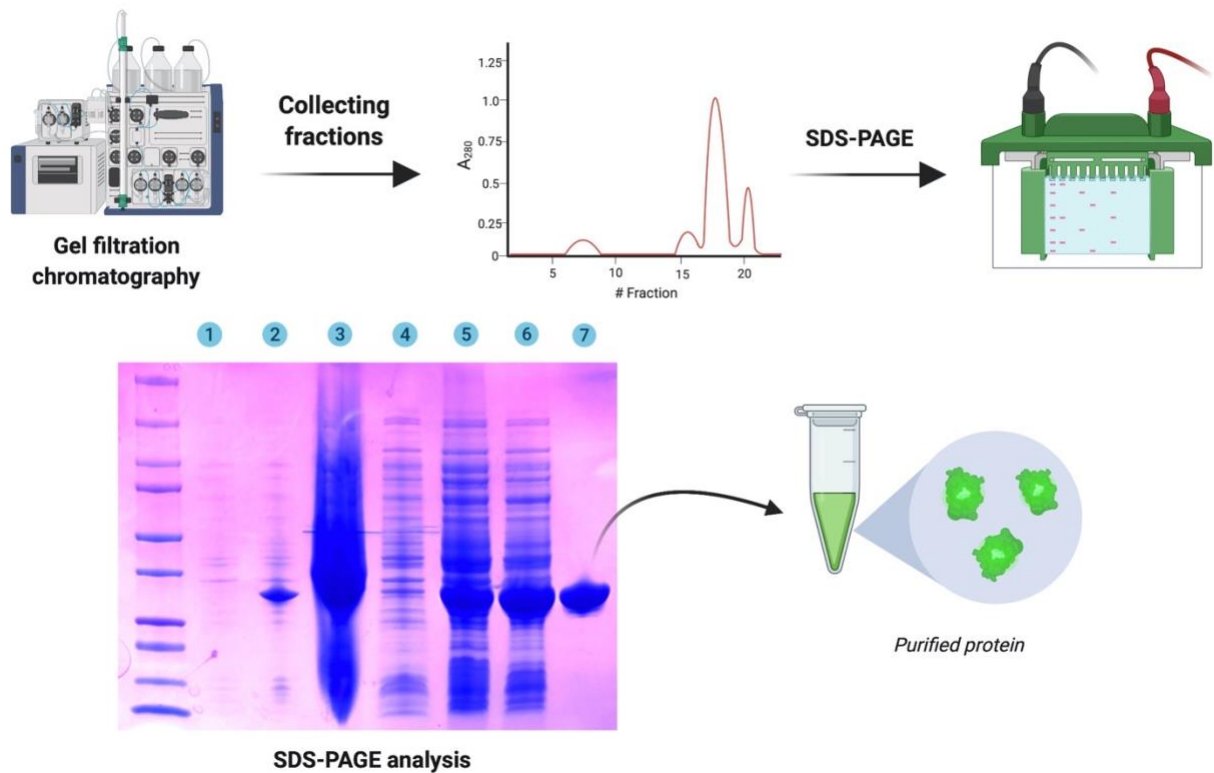 Gel filtration
chromatography
Collecting
fractions
A₂₈₀
1.25
1.0
0.75
0.5
0.25
0
5
10
15
20
# Fraction
SDS-PAGE
1
2
3
4
5
6
7
SDS-PAGE analysis
Purified protein